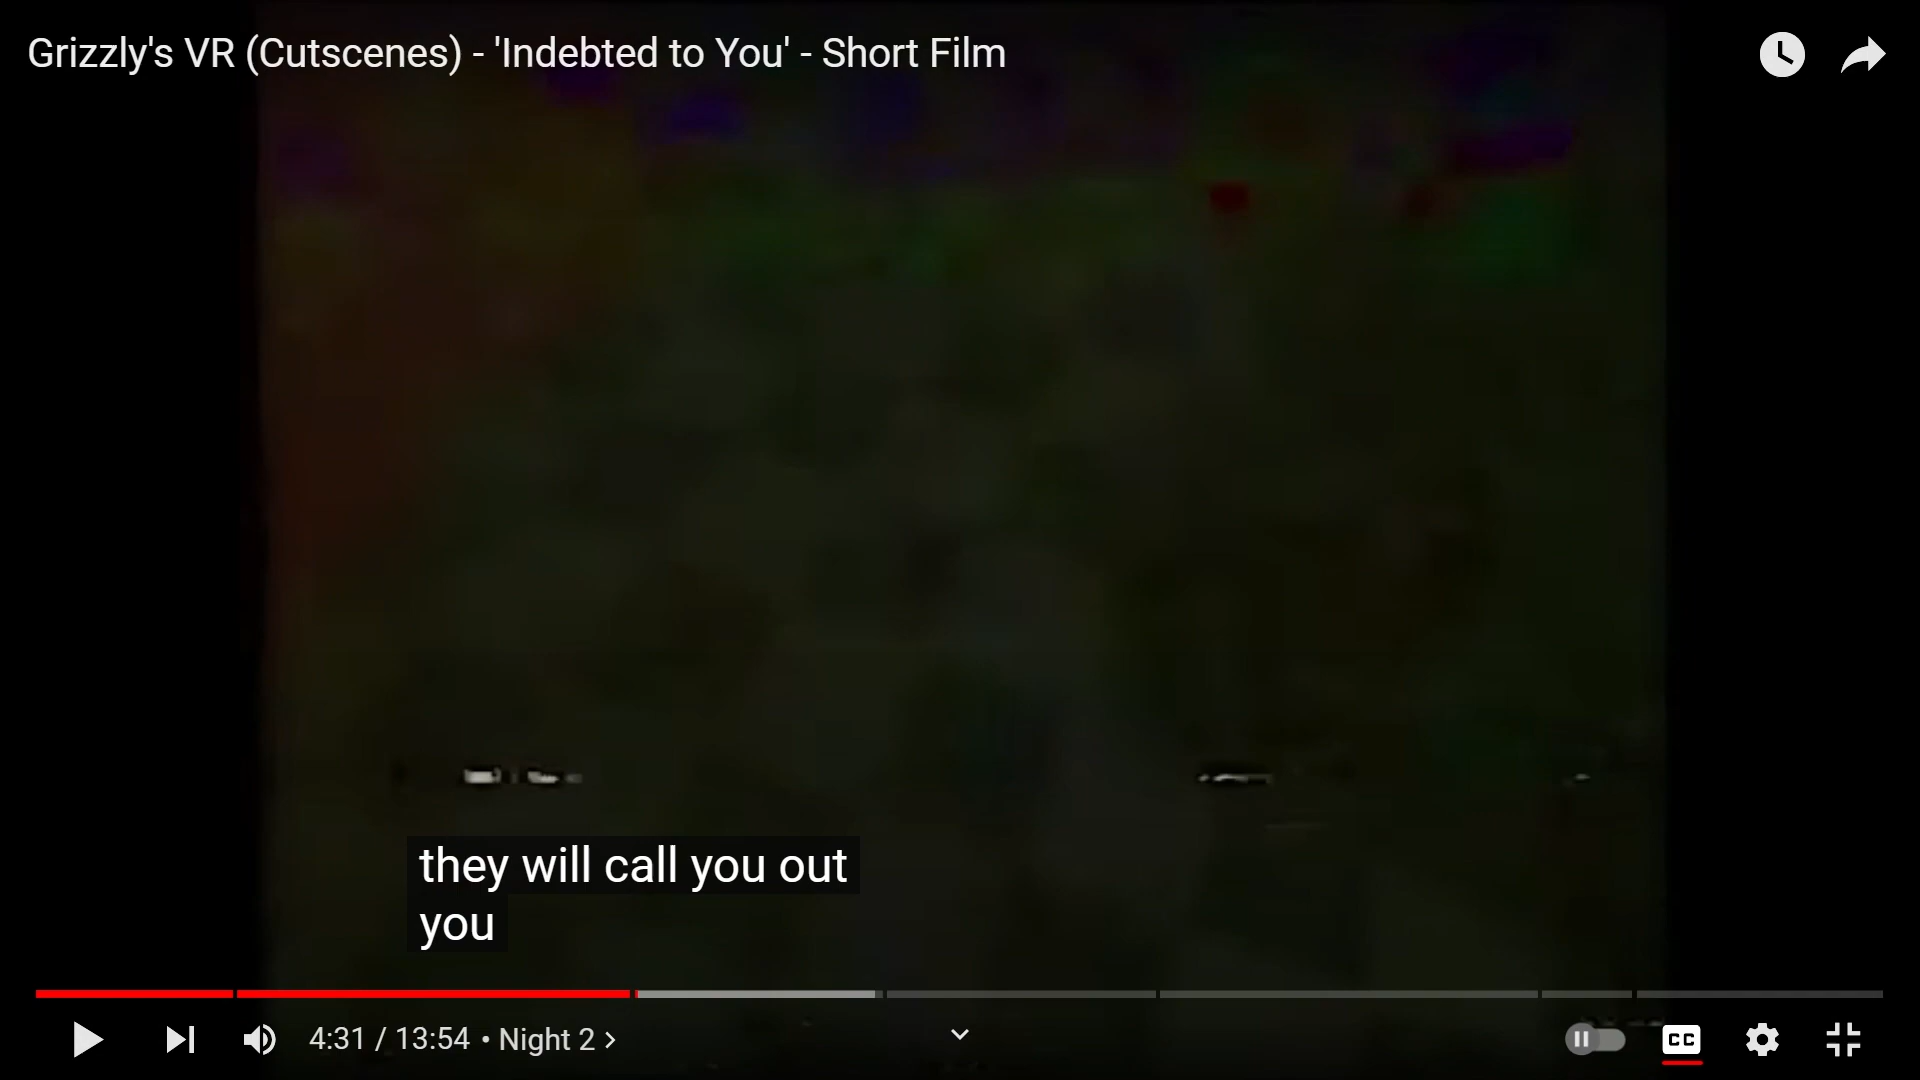 Grizzly's VR (Cutscenes) - 'Indebted to You' - Short Film
they will call you out
you
4:31 / 13:54 • Night 2 >
CC